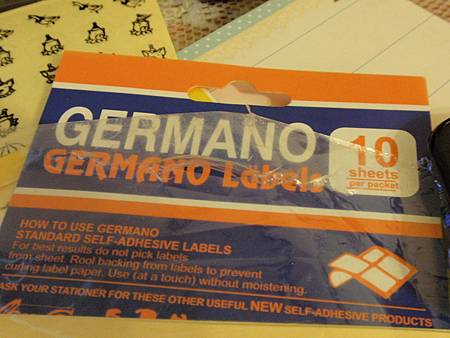 GERMANO
GERMANO Labels
10
sheets
per packet
HOW TO USE GERMANO
STANDARD SELF-ADHESIVE LABELS
For best results do not pick labels
from sheet. Rool backing from labels to prevent
curling label paper. Use (at a touch) without moistening.
ASK YOUR STATIONER FOR THESE OTHER USEFUL NEW SELF-ADHESIVE PRODUCTS